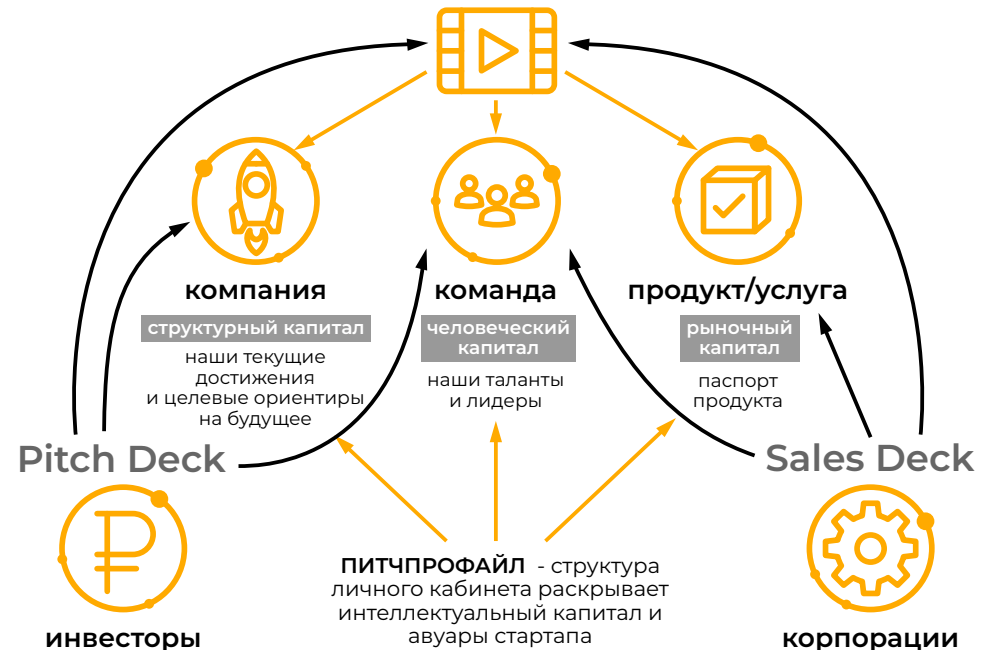 компания
структурный капитал
наши текущие
достижения
и целевые ориентиры
на будущее
команда
человеческий
капитал
наши таланты
и лидеры
продукт/услуга
рыночный
капитал
паспорт
продукта
Pitch Deck
Sales Deck
инвесторы
ПИТЧПРОФАЙЛ - структура
личного кабинета раскрывает
интеллектуальный капитал и
авуары стартапа
корпорации